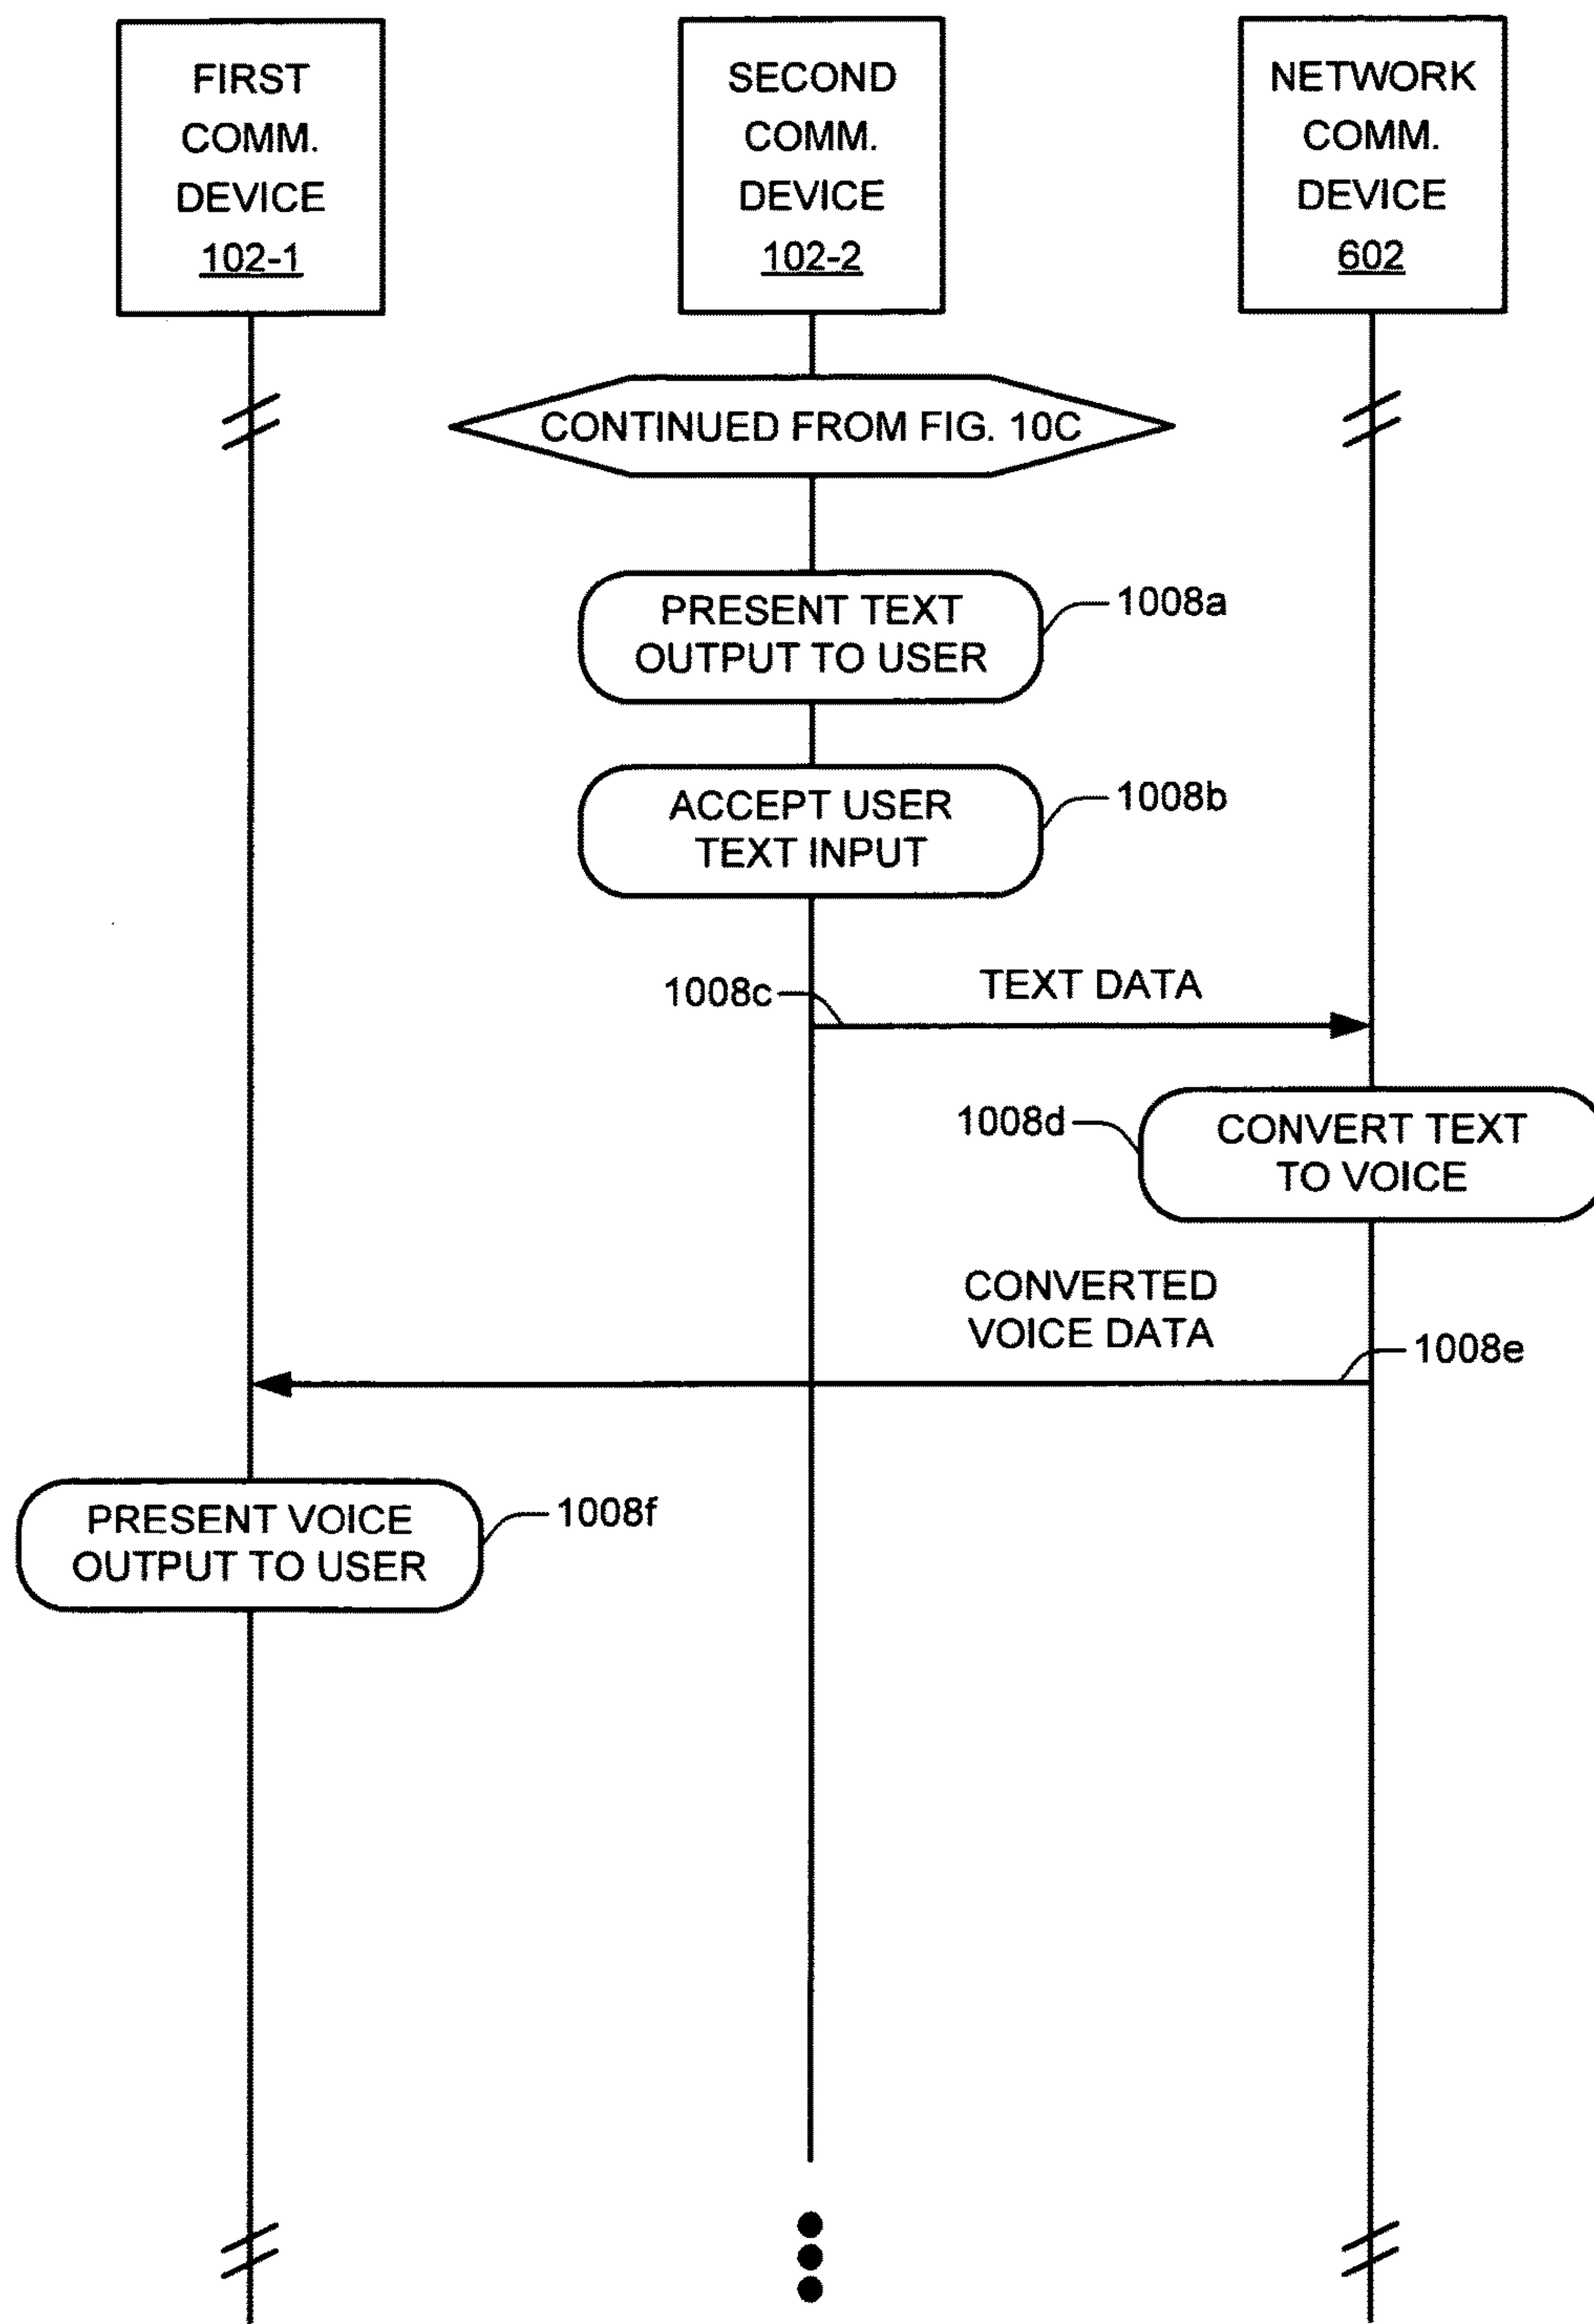 FIRST
COMM.
DEVICE
102-1
SECOND
COMM.
DEVICE
102-2
NETWORK
COMM.
DEVICE
602
CONTINUED FROM FIG. 10C
PRESENT TEXT
OUTPUT TO USER
1008a
ACCEPT USER
TEXT INPUT
1008b
1008c
TEXT DATA
1008d
CONVERT TEXT
TO VOICE
CONVERTED
VOICE DATA
1008e
PRESENT VOICE
OUTPUT TO USER
1008f